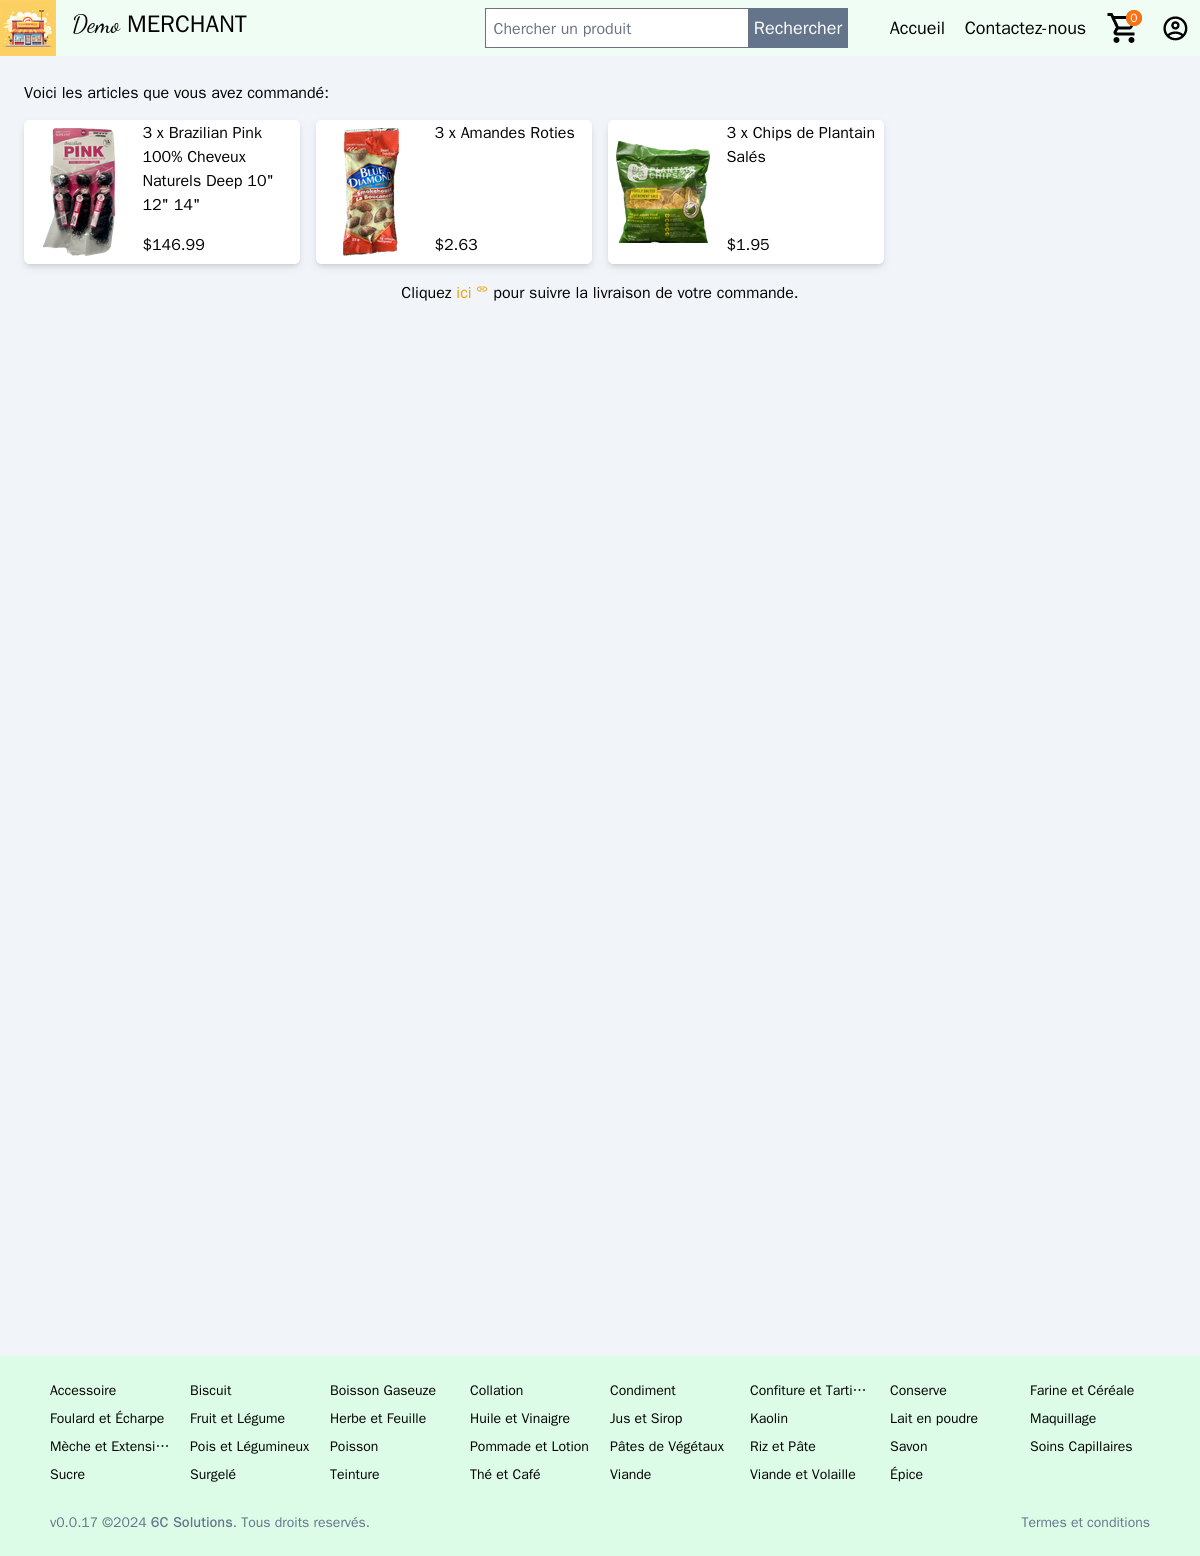 Demo MERCHANT
Chercher un produit
Rechercher
Accueil
Contactez-nous
0
Voici les articles que vous avez commandé:
PINK
3 x Brazilian Pink
100% Cheveux
Naturels Deep 10"
12" 14"
$146.99
BLUE
DIAMOND
3 x Amandes Roties
$2.63
PLANTAIN
CHIPS
3 x Chips de Plantain
Salés
$1.95
Cliquez ici pour suivre la livraison de votre commande.
Accessoire
Biscuit
Boisson Gaseuze
Collation
Condiment
Confiture et Tarti…
Conserve
Farine et Céréale
Foulard et Écharpe
Fruit et Légume
Herbe et Feuille
Huile et Vinaigre
Jus et Sirop
Kaolin
Lait en poudre
Maquillage
Mèche et Extensi…
Pois et Légumineux
Poisson
Pommade et Lotion
Pâtes de Végétaux
Riz et Pâte
Savon
Soins Capillaires
Sucre
Surgelé
Teinture
Thé et Café
Viande
Viande et Volaille
Épice
v0.0.17 ©2024 6C Solutions. Tous droits reservés.
Termes et conditions